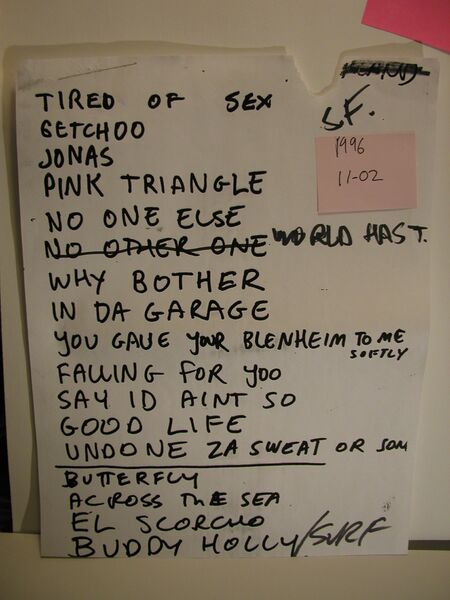 TIRED OF SEX
S.F.
GETCHOO
1996
11-02
JONAS
PINK TRIANGLE
NO ONE ELSE
NO OTHER ONE WORLD HAST.
WHY BOTHER
IN DA GARAGE
YOU GAVE YOUR BLENHEIM TO ME
SOFTLY
FALLING FOR YOO
SAY ID AINT SO
GOOD LIFE
UNDONE ZA SWEAT OR SOM
BUTTERFLY
ACROSS THE SEA
EL SCORCHO
BUDDY HOLLY/SURF